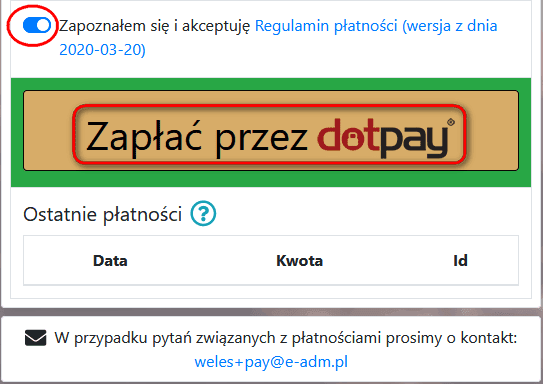 Zapoznałem się i akceptuję Regulamin płatności (wersja z dnia
2020-03-20)
Zapłać przez dotpay®
Ostatnie płatności ?
Data Kwota Id
W przypadku pytań związanych z płatnościami prosimy o kontakt:
weles+pay@e-adm.pl